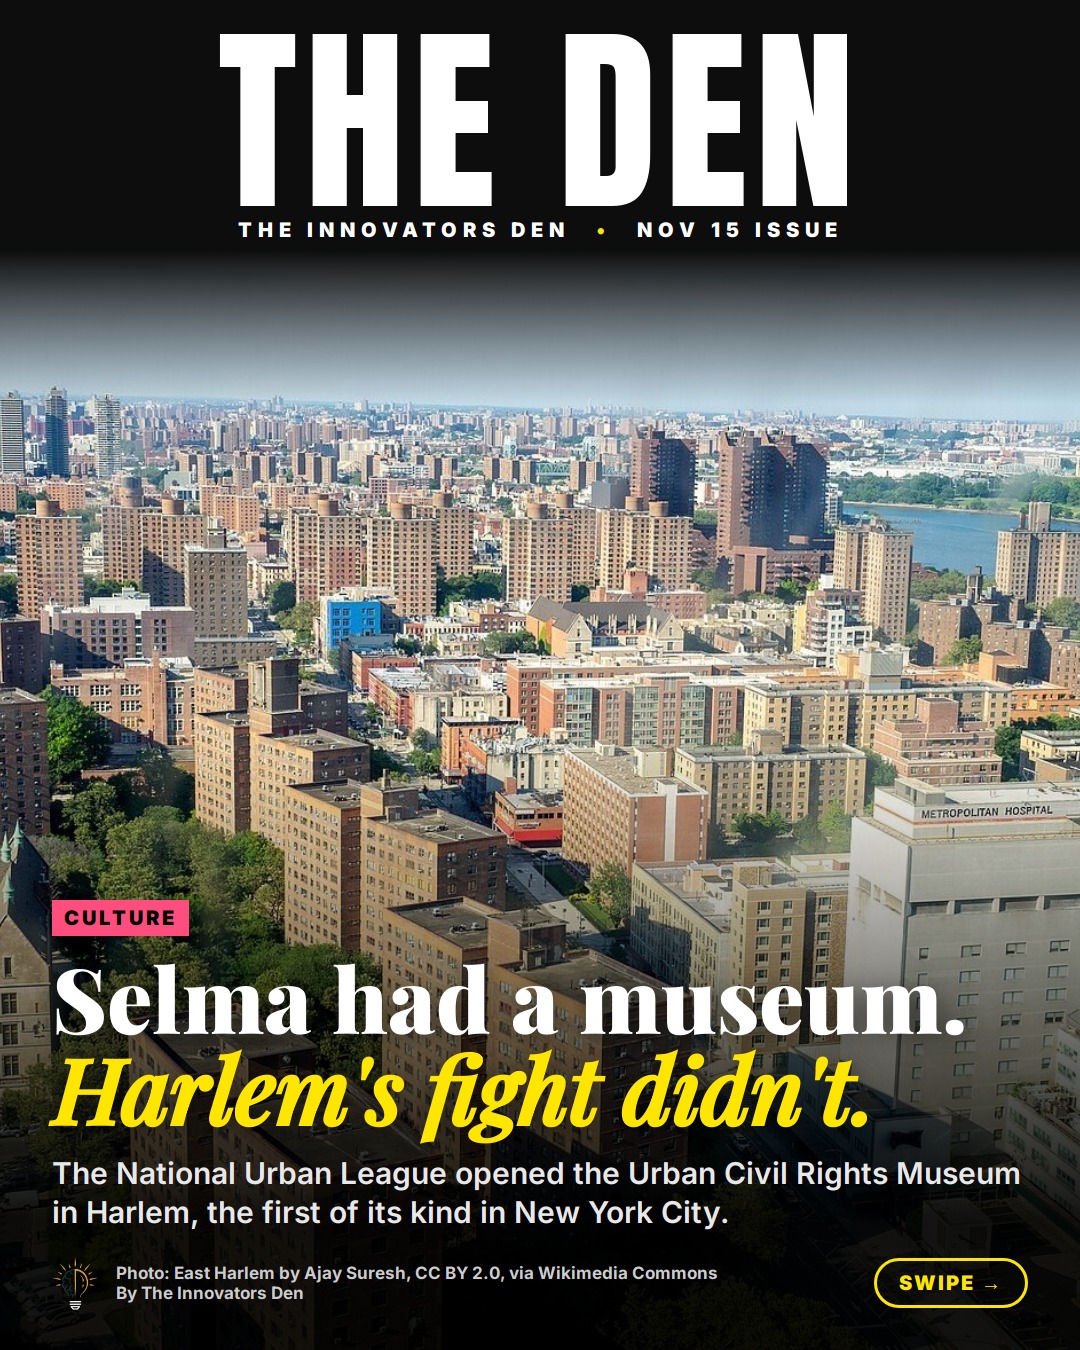 THE DEN
THE INNOVATORS DEN • NOV 15 ISSUE
METROPOLITAN HOSPITAL
CULTURE
Selma had a museum.
Harlem's fight didn't.
The National Urban League opened the Urban Civil Rights Museum
in Harlem, the first of its kind in New York City.
Photo: East Harlem by Ajay Suresh, CC BY 2.0, via Wikimedia Commons
By The Innovators Den
SWIPE →